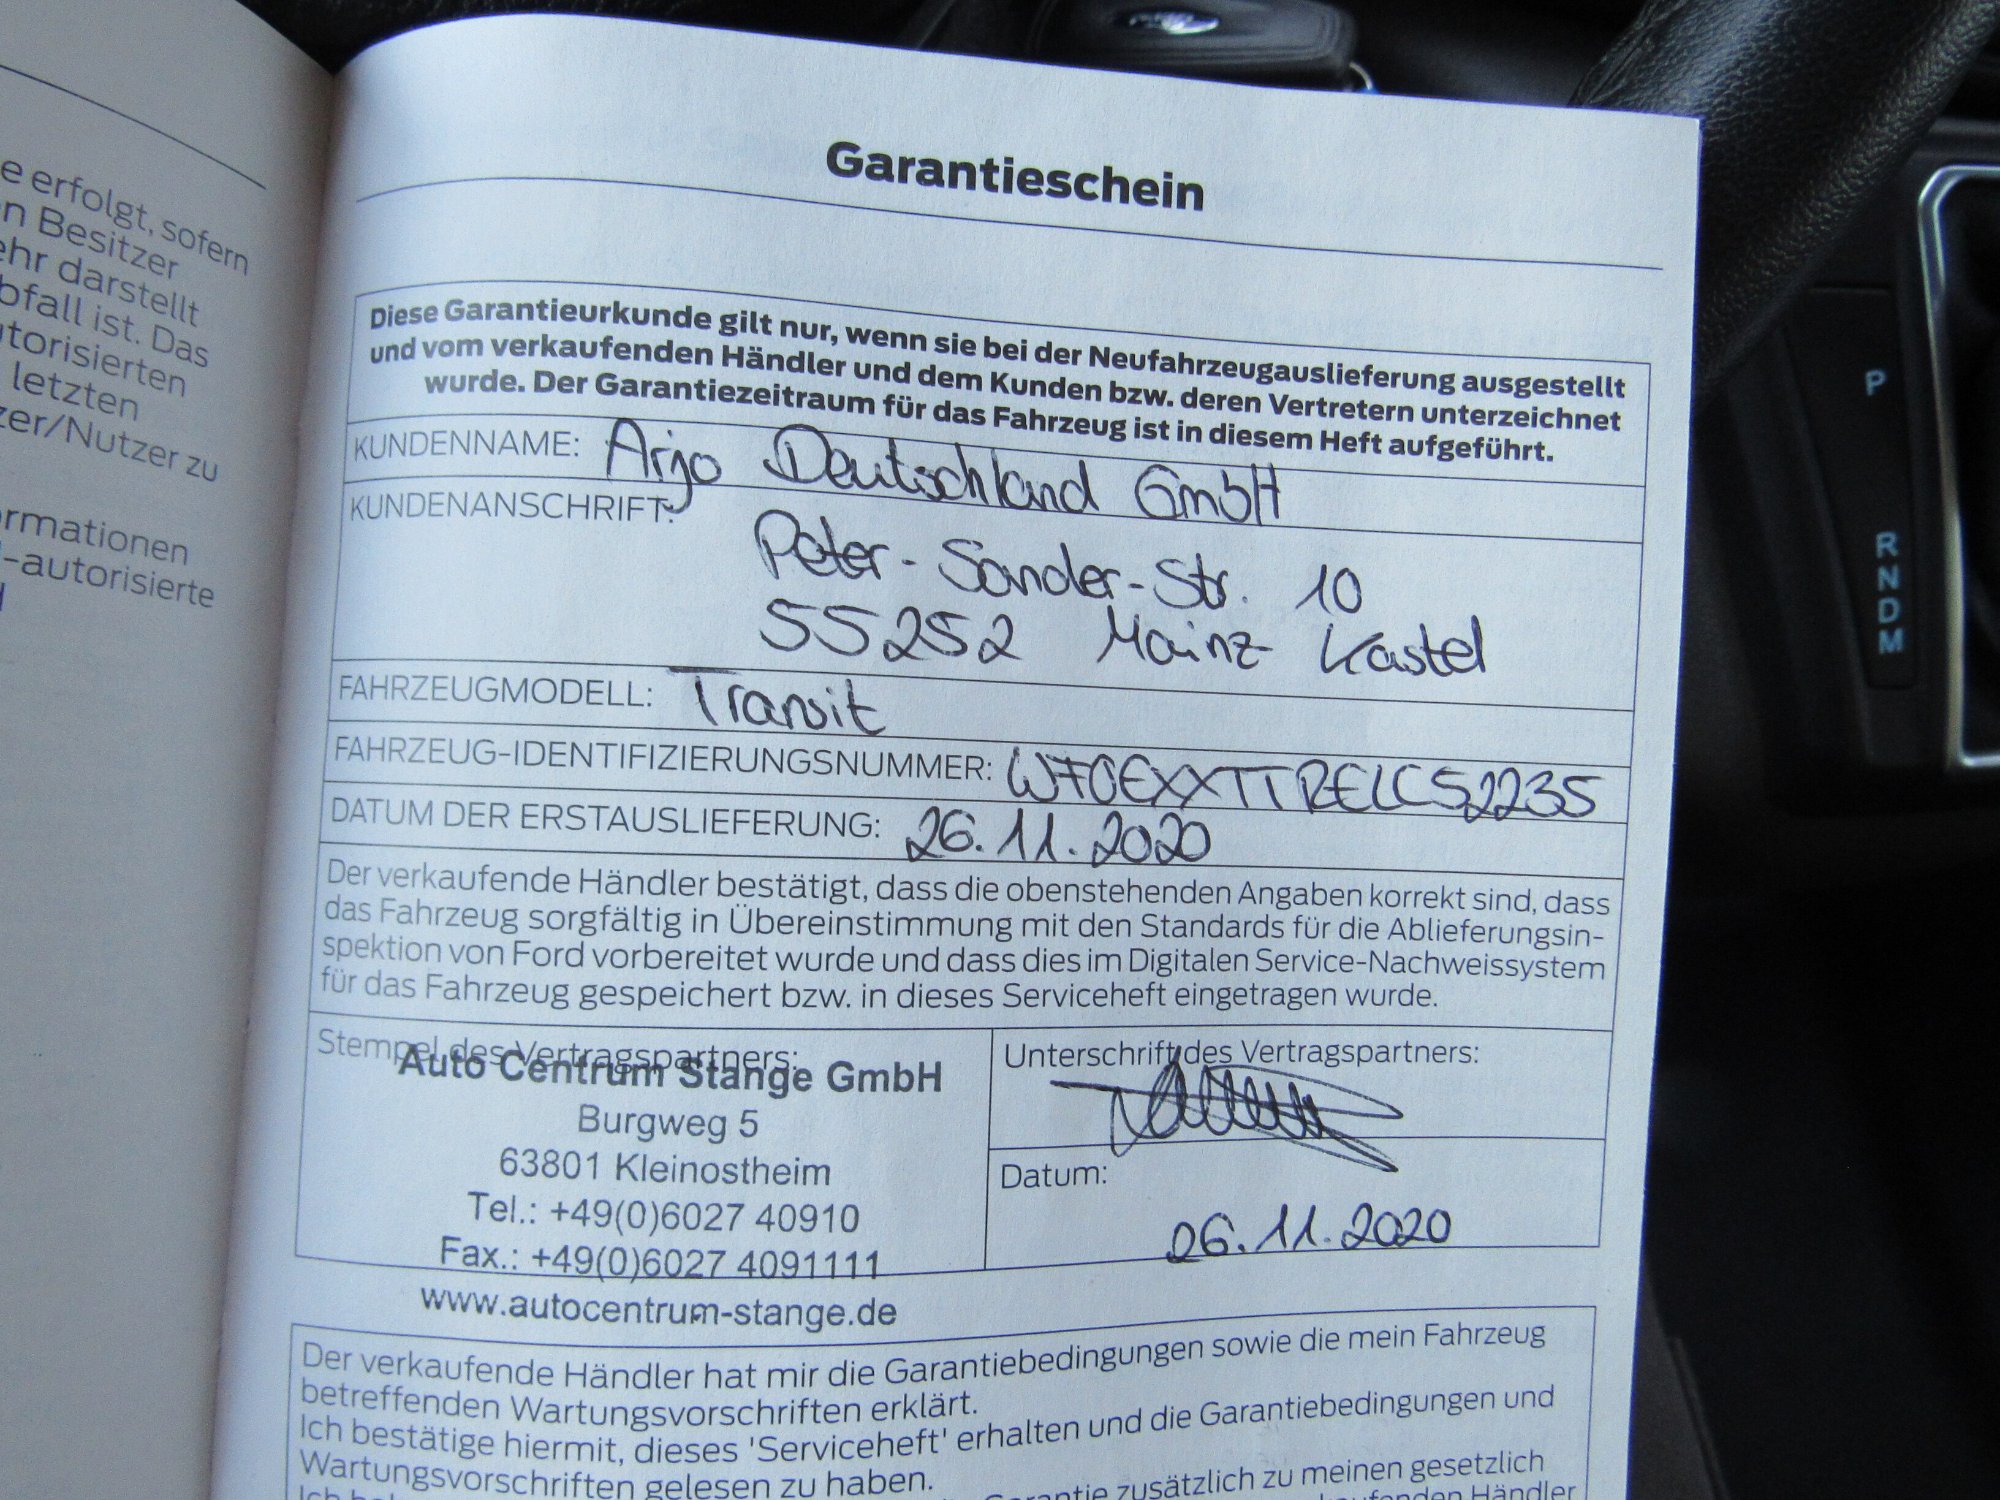 e erfolgt, sofern
n Besitzer
ehr darstellt
bfall ist. Das
utorisierten
letzten
zer/Nutzer zu
ormationen
-autorisierte
Garantieschein
Diese Garantieurkunde gilt nur, wenn sie bei der Neufahrzeugauslieferung ausgestellt
und vom verkaufenden Händler und dem Kunden bzw. deren Vertretern unterzeichnet
wurde. Der Garantiezeitraum für das Fahrzeug ist in diesem Heft aufgeführt.
KUNDENNAME: Arjo Deutschland GmbH
KUNDENANSCHRIFT:
Peter-Sander-Str. 10
55252 Mainz Kastel
FAHRZEUGMODELL: Transit
FAHRZEUG-IDENTIFIZIERUNGSNUMMER: WF0EXXTTRELC52235
DATUM DER ERSTAUSLIEFERUNG: 26.11.2020
Der verkaufende Händler bestätigt, dass die obenstehenden Angaben korrekt sind, dass
das Fahrzeug sorgfältig in Übereinstimmung mit den Standards für die Ablieferungsin-
spektion von Ford vorbereitet wurde und dass dies im Digitalen Service-Nachweissystem
für das Fahrzeug gespeichert bzw. in dieses Serviceheft eingetragen wurde.
Stempel des Vertragspartners:
Auto Centrum Stange GmbH
Burgweg 5
63801 Kleinostheim
Tel.: +49(0)6027 40910
Fax.: +49(0)6027 4091111
www.autocentrum-stange.de
Unterschrift des Vertragspartners:
Datum:
26.11.2020
Der verkaufende Händler hat mir die Garantiebedingungen sowie die mein Fahrzeug
betreffenden Wartungsvorschriften erklärt.
Ich bestätige hiermit, dieses 'Serviceheft' erhalten und die Garantiebedingungen und
Wartungsvorschriften gelesen zu haben.
zusätzlich zu meinen gesetzlich
Händler
P
R
N
D
M